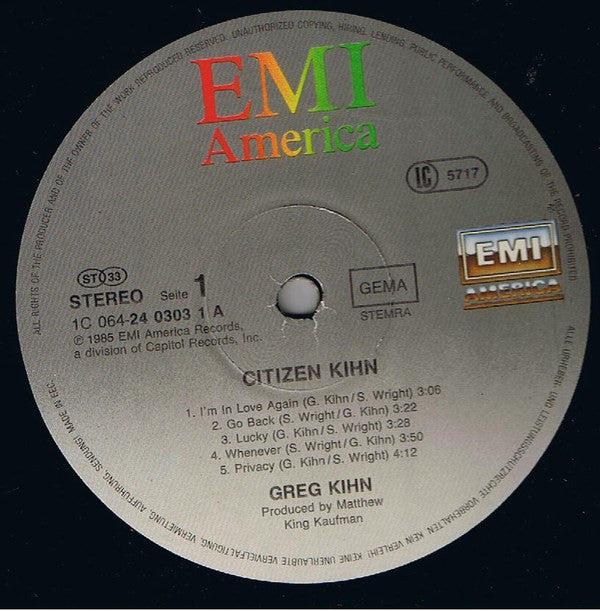 ALL RIGHTS OF THE PRODUCER AND OF THE OWNER OF THE WORK REPRODUCED RESERVED. UNAUTHORIZED COPYING, HIRING, LENDING, PUBLIC PERFORMANCE AND BROADCASTING OF THE RECORD PROHIBITED
EMI
America
LC 5717
EMI
AMERICA
ST 33
STEREO Seite 1
1C 064-24 0303 1 A
℗ 1985 EMI America Records,
a division of Capitol Records, Inc.
GEMA
STEMRA
CITIZEN KIHN
1. I'm In Love Again (G. Kihn/S. Wright) 3:06
2. Go Back (S. Wright/G. Kihn) 3:22
3. Lucky (G. Kihn/S. Wright) 3:28
4. Whenever (S. Wright/G. Kihn) 3:50
5. Privacy (G. Kihn/S. Wright) 4:12
GREG KIHN
Produced by Matthew
King Kaufman
ALLE URHEBER- UND LEISTUNGSSCHUTZRECHTE VORBEHALTEN. KEIN VERLEIH! KEINE UNERLAUBTE VERVIELFÄLTIGUNG, VERMIETUNG, AUFFÜHRUNG, SENDUNG! MADE IN EEC.